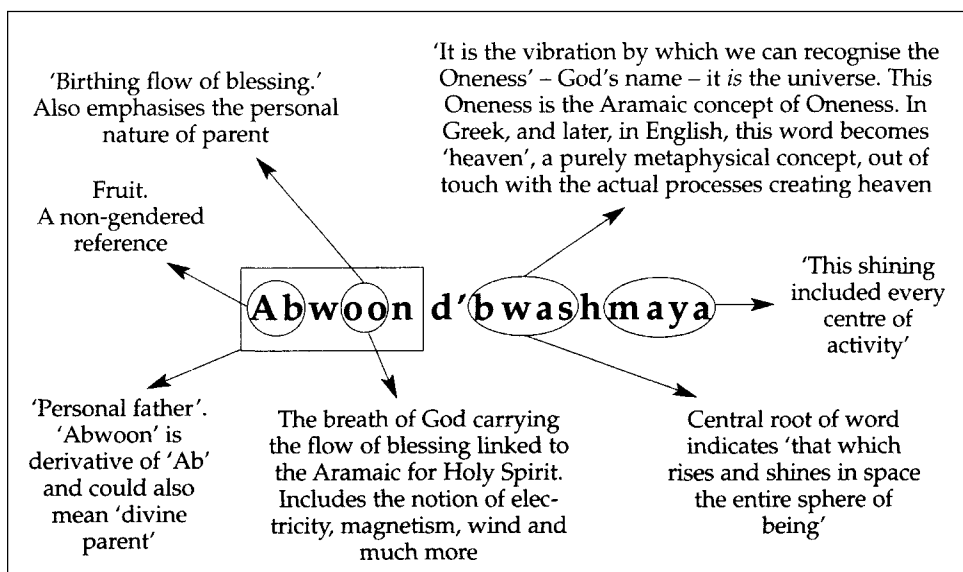 'Birthing flow of blessing.'
Also emphasises the personal
nature of parent
'It is the vibration by which we can recognise the
Oneness' – God's name – it is the universe. This
Oneness is the Aramaic concept of Oneness. In
Greek, and later, in English, this word becomes
'heaven', a purely metaphysical concept, out of
touch with the actual processes creating heaven
Fruit.
A non-gendered
reference
Abwoon d'bwashmaya
'This shining
included every
centre of
activity'
'Personal father'.
'Abwoon' is
derivative of 'Ab'
and could also
mean 'divine
parent'
The breath of God carrying
the flow of blessing linked to
the Aramaic for Holy Spirit.
Includes the notion of elec-
tricity, magnetism, wind and
much more
Central root of word
indicates 'that which
rises and shines in space
the entire sphere of
being'